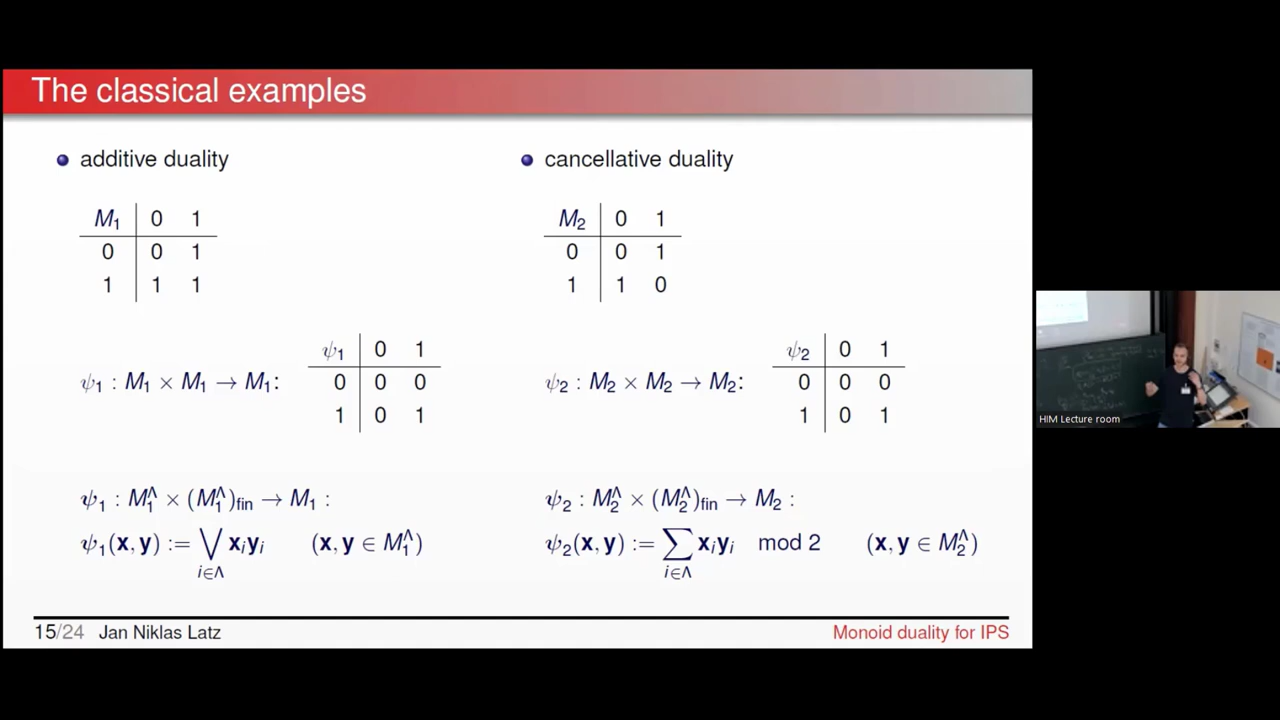 The classical examples
additive duality
M₁ 0 1
0 0 1
1 1 1
ψ₁ : M₁ × M₁ → M₁:
ψ₁ 0 1
0 0 0
1 0 1
𝛙₁ : M₁^Λ × (M₁^Λ)_fin → M₁ :
𝛙₁(𝐱, 𝐲) := ⋁_{i∈Λ} 𝐱ᵢ𝐲ᵢ (𝐱, 𝐲 ∈ M₁^Λ)
cancellative duality
M₂ 0 1
0 0 1
1 1 0
ψ₂ : M₂ × M₂ → M₂:
ψ₂ 0 1
0 0 0
1 0 1
𝛙₂ : M₂^Λ × (M₂^Λ)_fin → M₂ :
𝛙₂(𝐱, 𝐲) := ∑_{i∈Λ} 𝐱ᵢ𝐲ᵢ mod 2 (𝐱, 𝐲 ∈ M₂^Λ)
15/24 Jan Niklas Latz
Monoid duality for IPS
HIM Lecture room